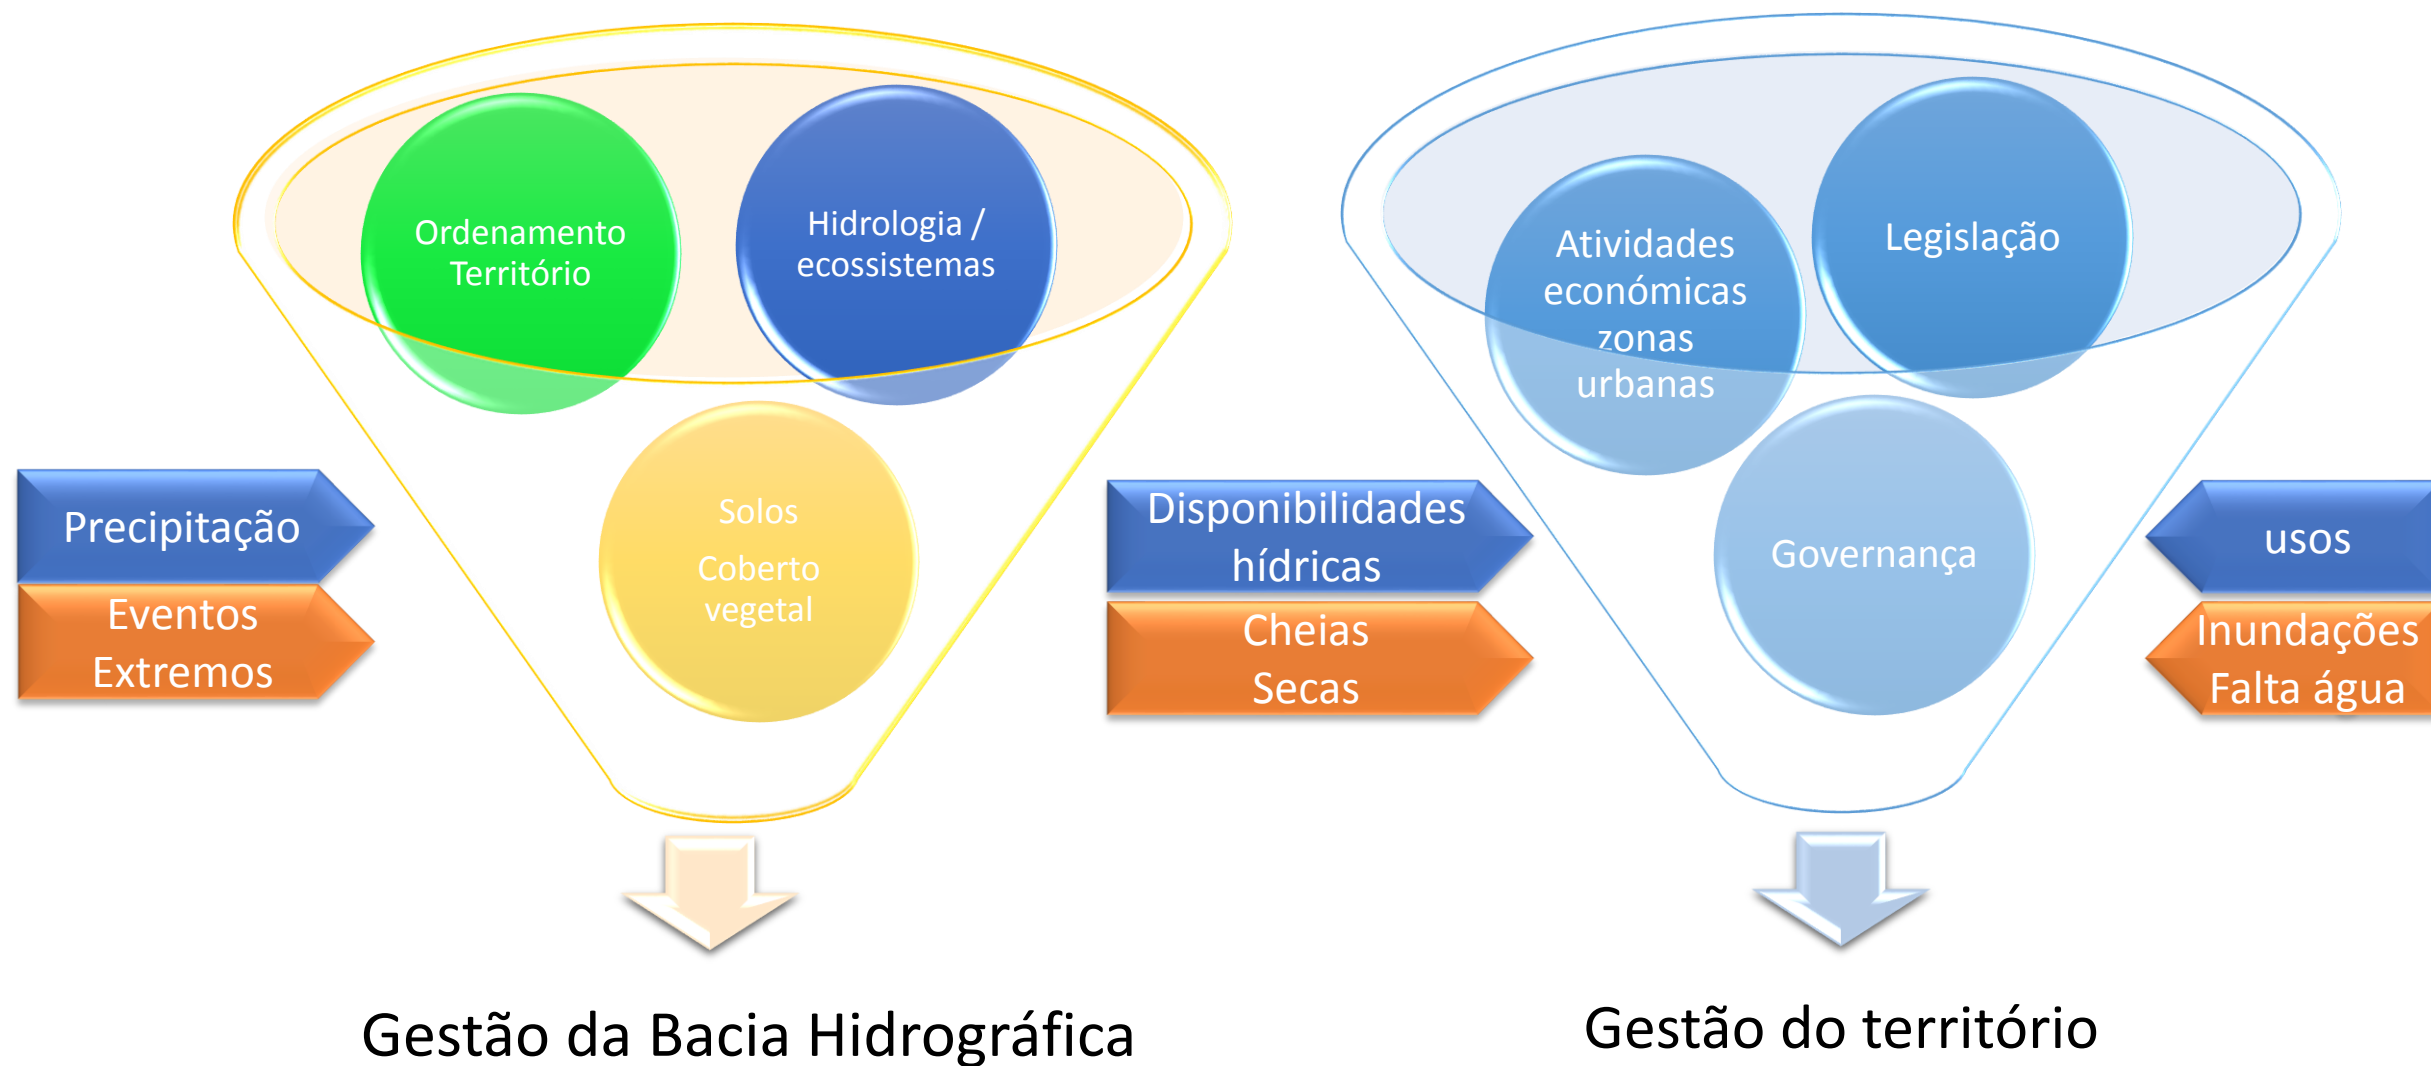 Ordenamento
Território
Hidrologia /
ecossistemas
Solos
Coberto
vegetal
Precipitação
Eventos
Extremos
Gestão da Bacia Hidrográfica
Atividades
económicas
zonas
urbanas
Legislação
Governança
Disponibilidades
hídricas
Cheias
Secas
usos
Inundações
Falta água
Gestão do território